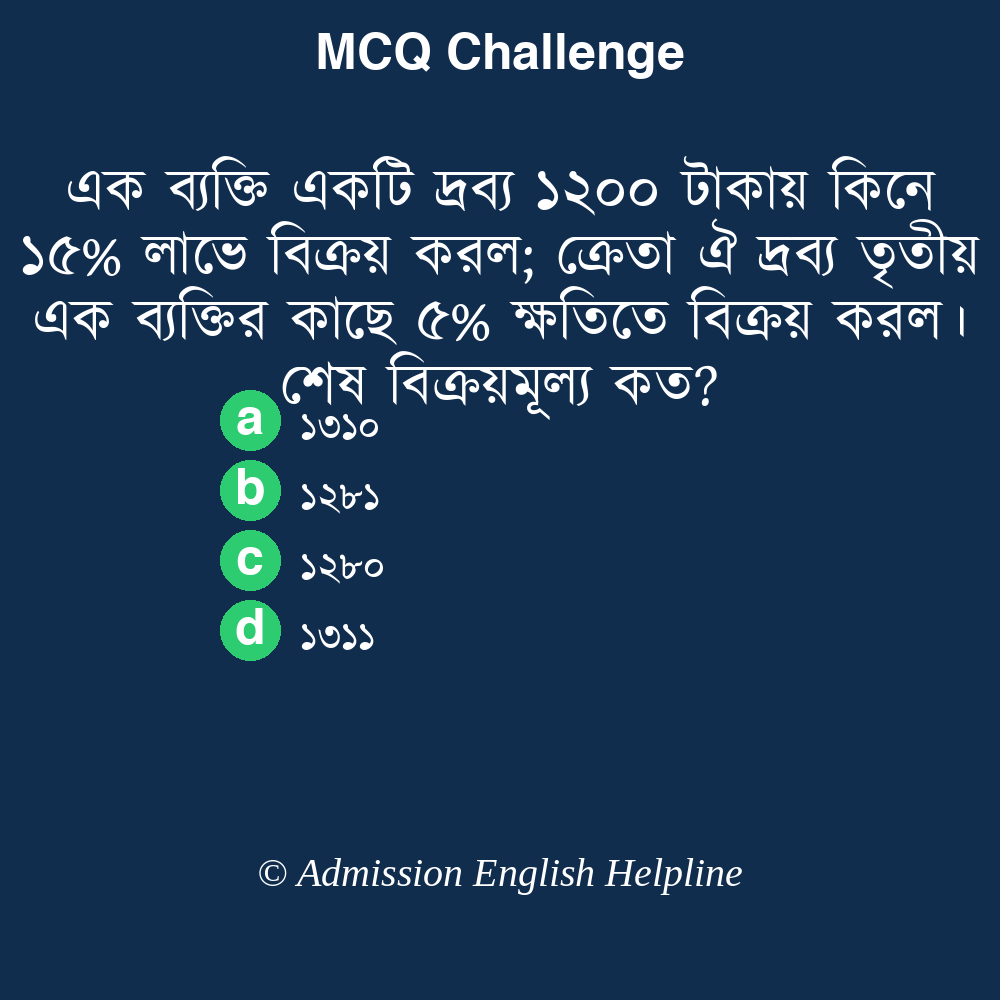 MCQ Challenge
এক ব্যক্তি একটি দ্রব্য ১২০০ টাকায় কিনে
১৫% লাভে বিক্রয় করল; ক্রেতা ঐ দ্রব্য তৃতীয়
এক ব্যক্তির কাছে ৫% ক্ষতিতে বিক্রয় করল।
শেষ বিক্রয়মূল্য কত?
a ১৩১০
b ১২৮১
c ১২৮০
d ১৩১১
© Admission English Helpline